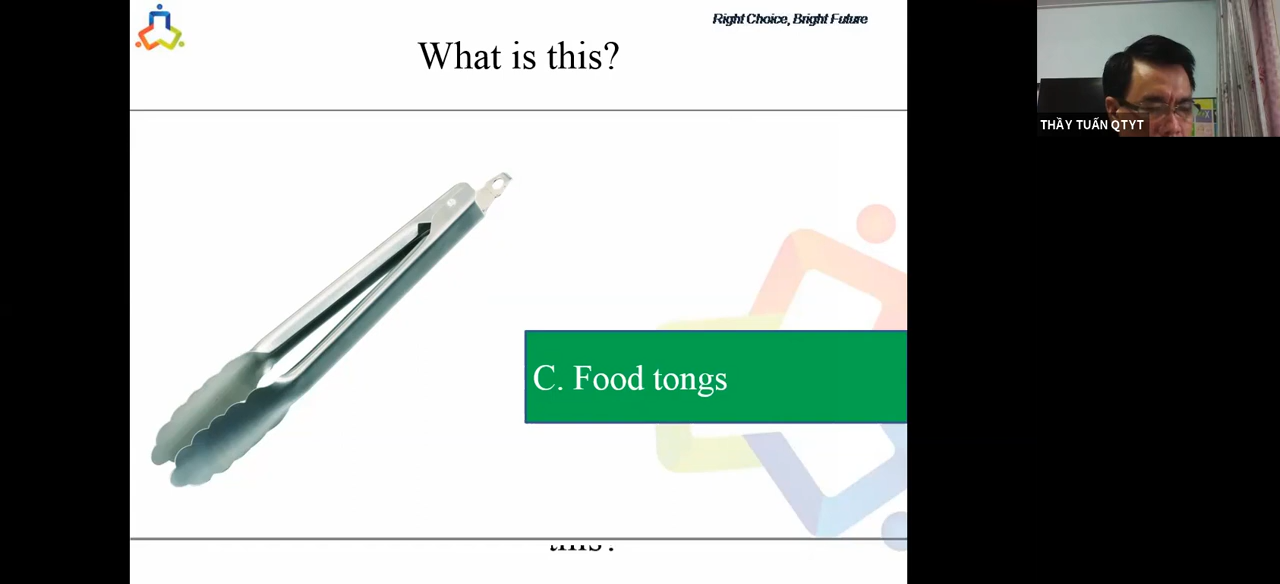 Right Choice, Bright Future
What is this?
THẦY TUẤN QTYT
C. Food tongs
this?